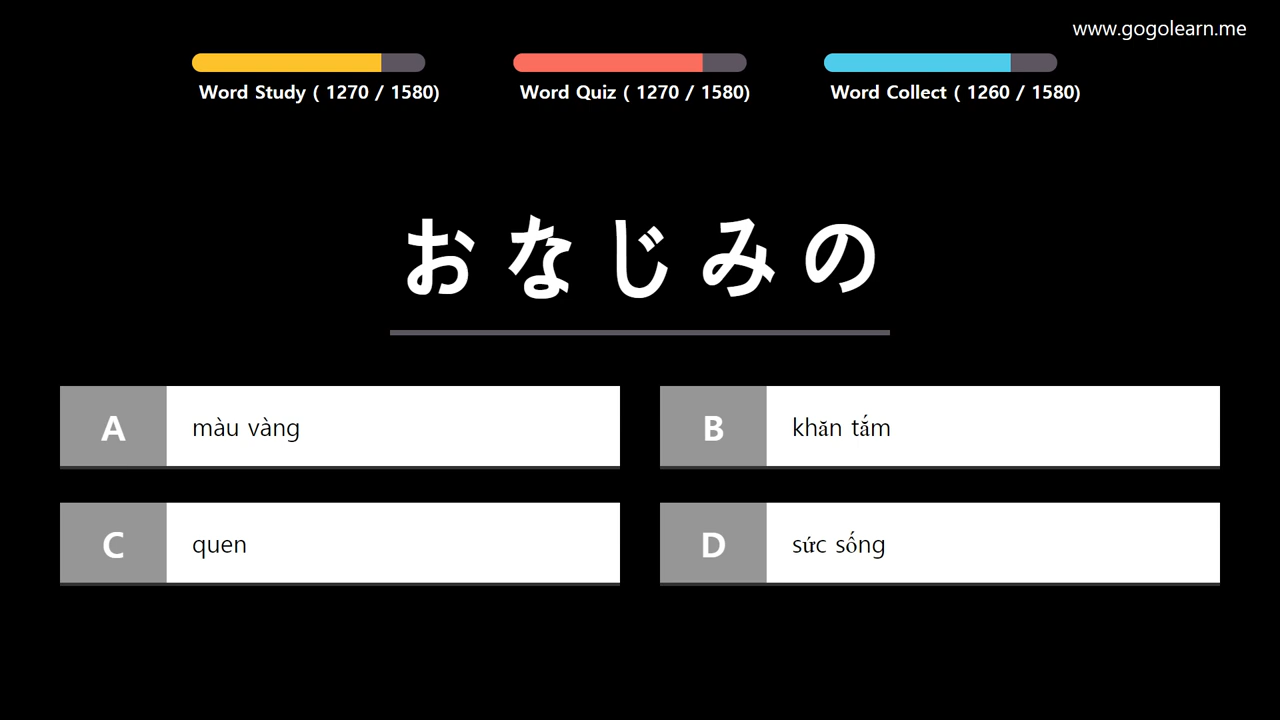 www.gogolearn.me
Word Study ( 1270 / 1580)
Word Quiz ( 1270 / 1580)
Word Collect ( 1260 / 1580)
おなじみの
A màu vàng
B khăn tắm
C quen
D sức sống